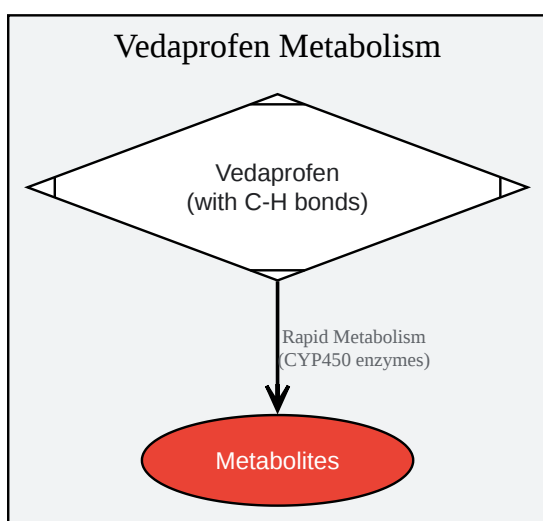 Vedaprofen Metabolism
Vedaprofen
(with C-H bonds)
Rapid Metabolism
(CYP450 enzymes)
Metabolites